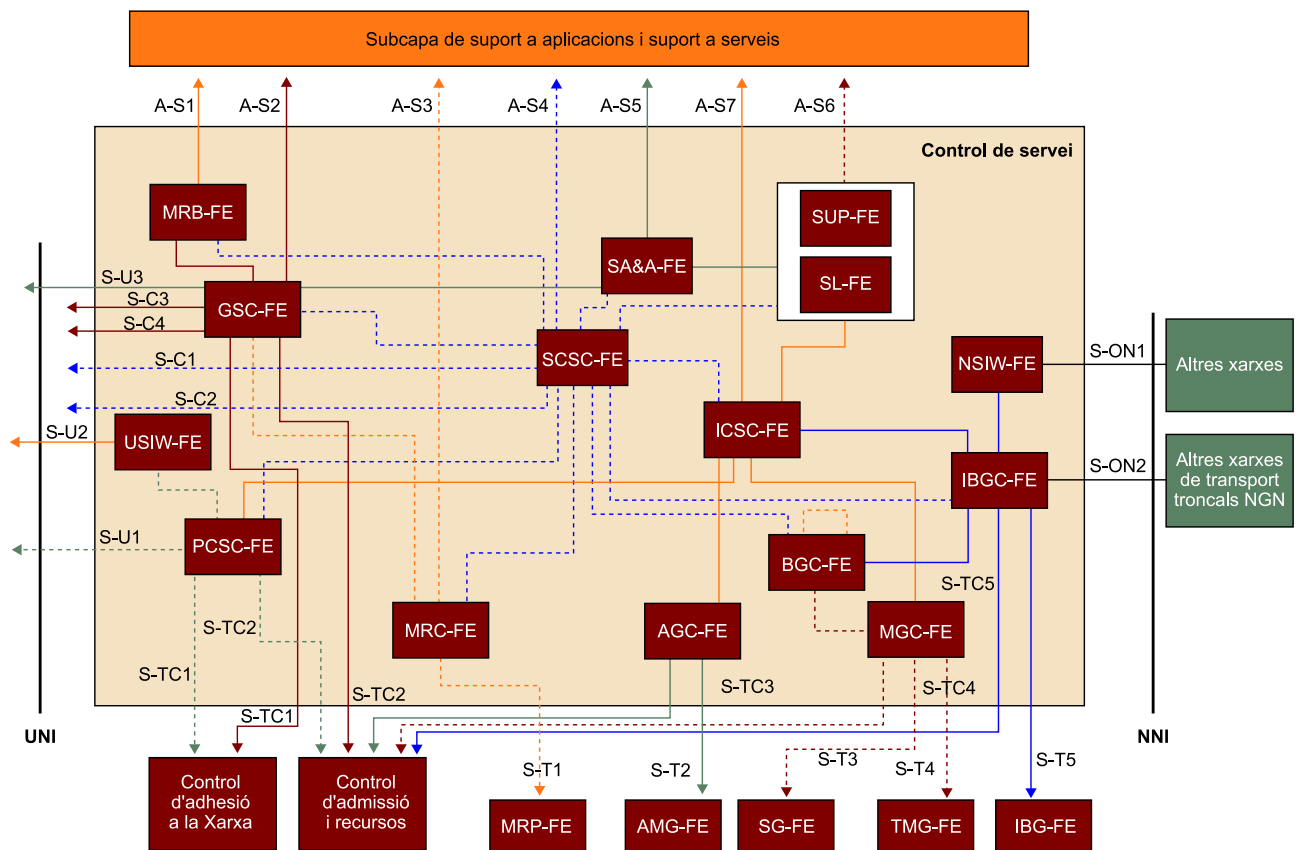 Subcapa de suport a aplicacions i suport a serveis
A-S1
A-S2
A-S3
A-S4
A-S5
A-S7
A-S6
Control de servei
MRB-FE
SUP-FE
SA&A-FE
SL-FE
S-U3
S-C3
GSC-FE
S-C4
S-C1
SCSC-FE
NSIW-FE
S-ON1
Altres xarxes
S-C2
S-U2
USIW-FE
ICSC-FE
IBGC-FE
S-ON2
Altres xarxes
de transport
troncals NGN
S-U1
PCSC-FE
BGC-FE
S-TC5
S-TC2
MRC-FE
AGC-FE
MGC-FE
S-TC1
S-TC2
S-TC3
S-TC4
S-TC1
UNI
NNI
Control
d'adhesió
a la Xarxa
Control
d'admissió
i recursos
S-T1
S-T2
S-T3
S-T4
S-T5
MRP-FE
AMG-FE
SG-FE
TMG-FE
IBG-FE